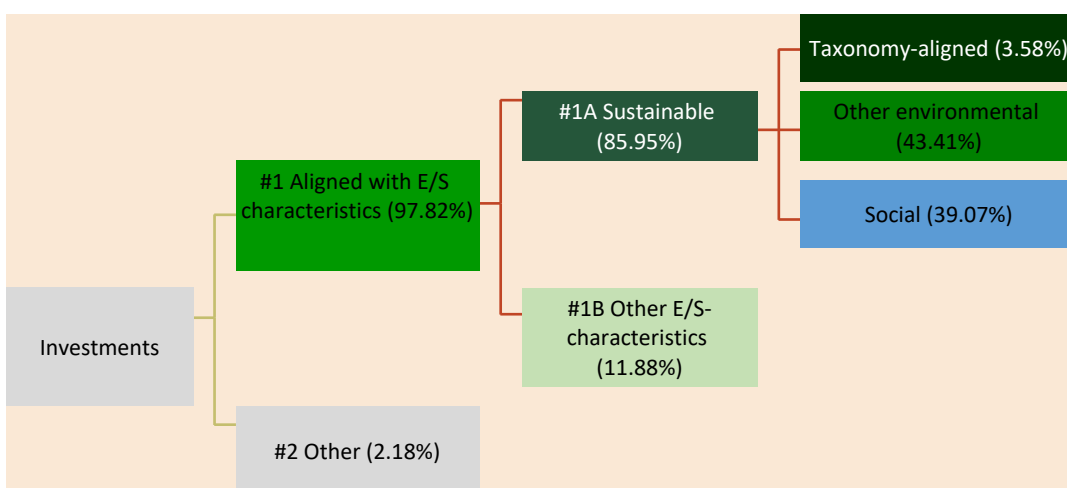 Taxonomy-aligned (3.58%)
#1A Sustainable
(85.95%)
Other environmental
(43.41%)
#1 Aligned with E/S
characteristics (97.82%)
Social (39.07%)
Investments
#1B Other E/S-
characteristics
(11.88%)
#2 Other (2.18%)